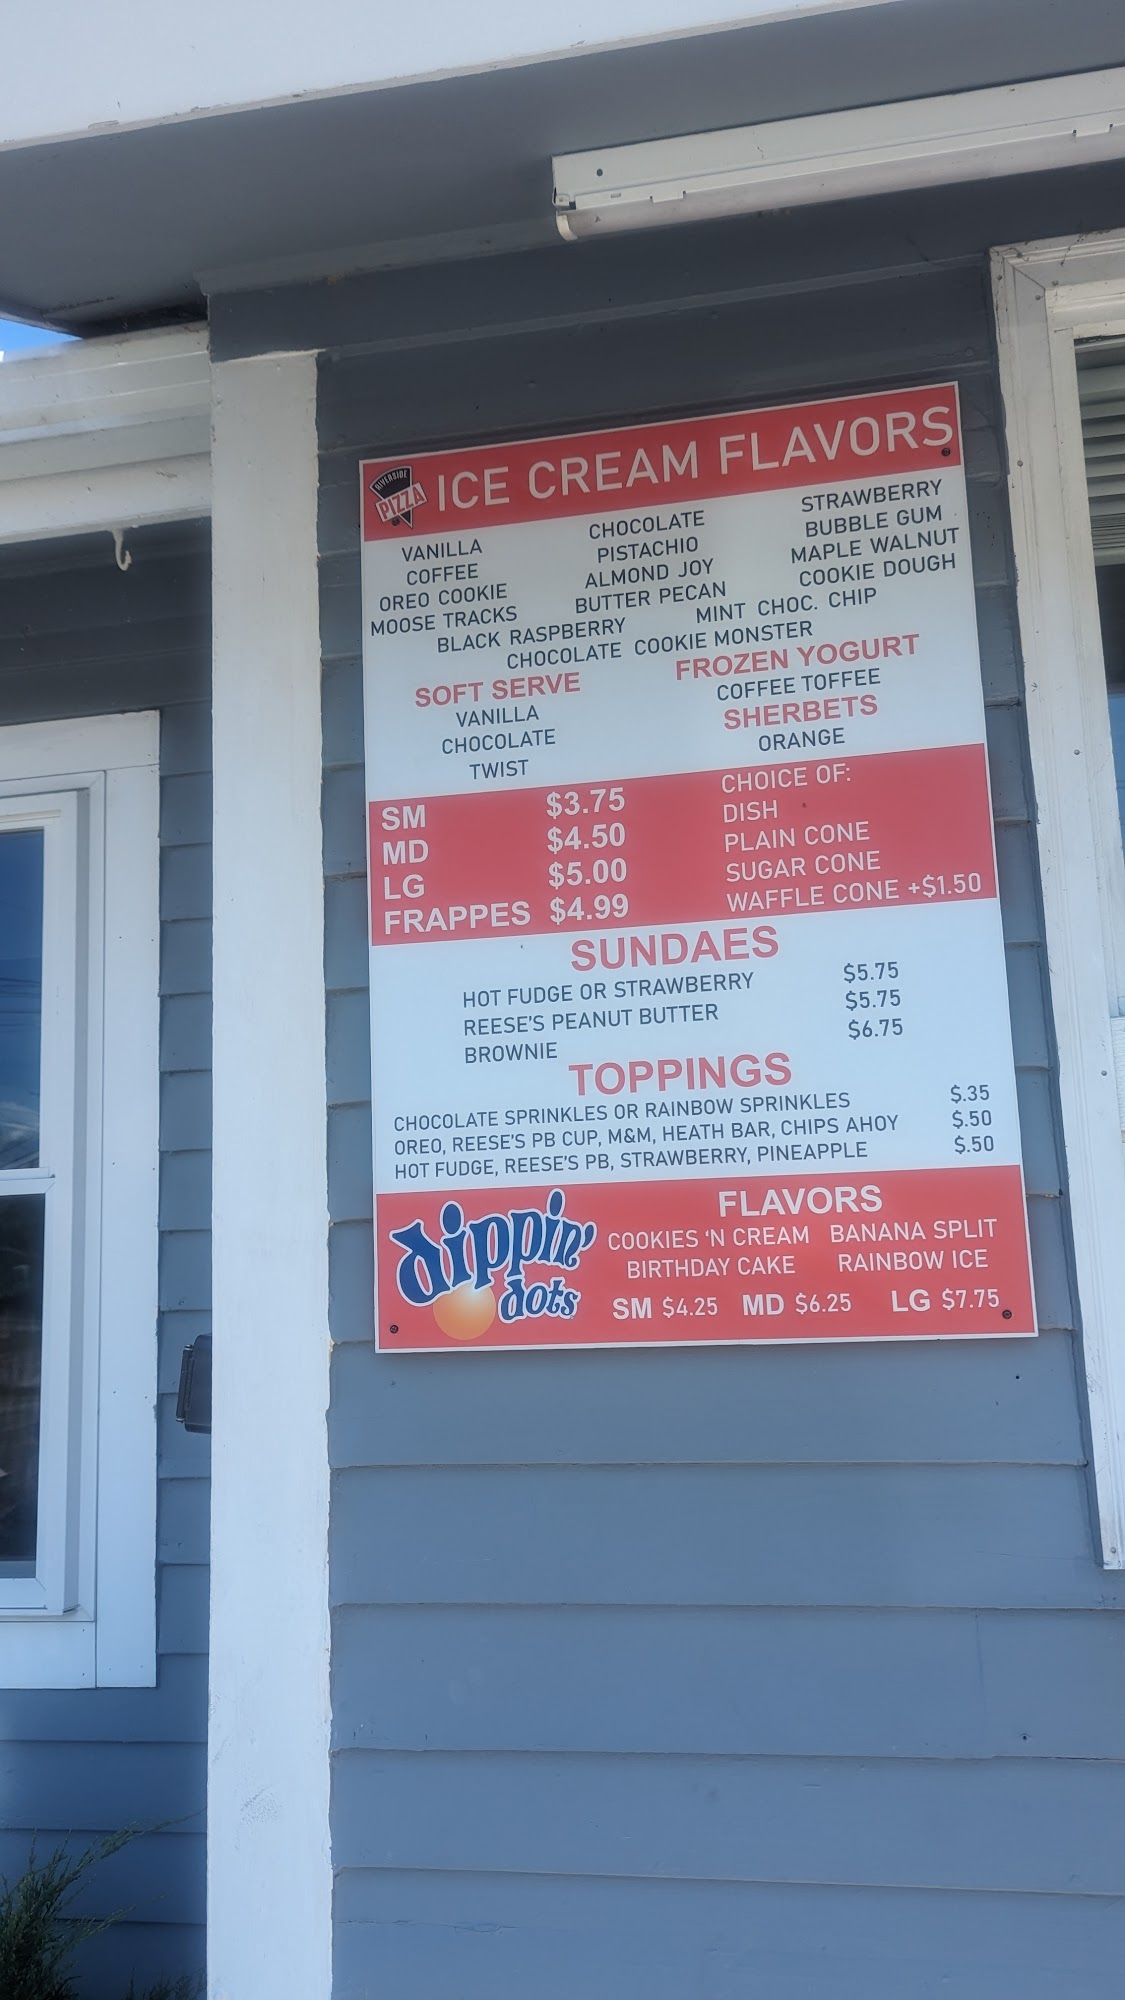 RIVERSIDE
PIZZA
ICE CREAM FLAVORS
VANILLA CHOCOLATE STRAWBERRY
COFFEE PISTACHIO BUBBLE GUM
OREO COOKIE ALMOND JOY MAPLE WALNUT
MOOSE TRACKS BUTTER PECAN COOKIE DOUGH
BLACK RASPBERRY MINT CHOC. CHIP
CHOCOLATE COOKIE MONSTER
SOFT SERVE
VANILLA
CHOCOLATE
TWIST
FROZEN YOGURT
COFFEE TOFFEE
SHERBETS
ORANGE
SM $3.75
MD $4.50
LG $5.00
FRAPPES $4.99
CHOICE OF:
DISH
PLAIN CONE
SUGAR CONE
WAFFLE CONE +$1.50
SUNDAES
HOT FUDGE OR STRAWBERRY $5.75
REESE'S PEANUT BUTTER $5.75
BROWNIE $6.75
TOPPINGS
CHOCOLATE SPRINKLES OR RAINBOW SPRINKLES $.35
OREO, REESE'S PB CUP, M&M, HEATH BAR, CHIPS AHOY $.50
HOT FUDGE, REESE'S PB, STRAWBERRY, PINEAPPLE $.50
dippin'
dots
FLAVORS
COOKIES 'N CREAM BANANA SPLIT
BIRTHDAY CAKE RAINBOW ICE
SM $4.25 MD $6.25 LG $7.75